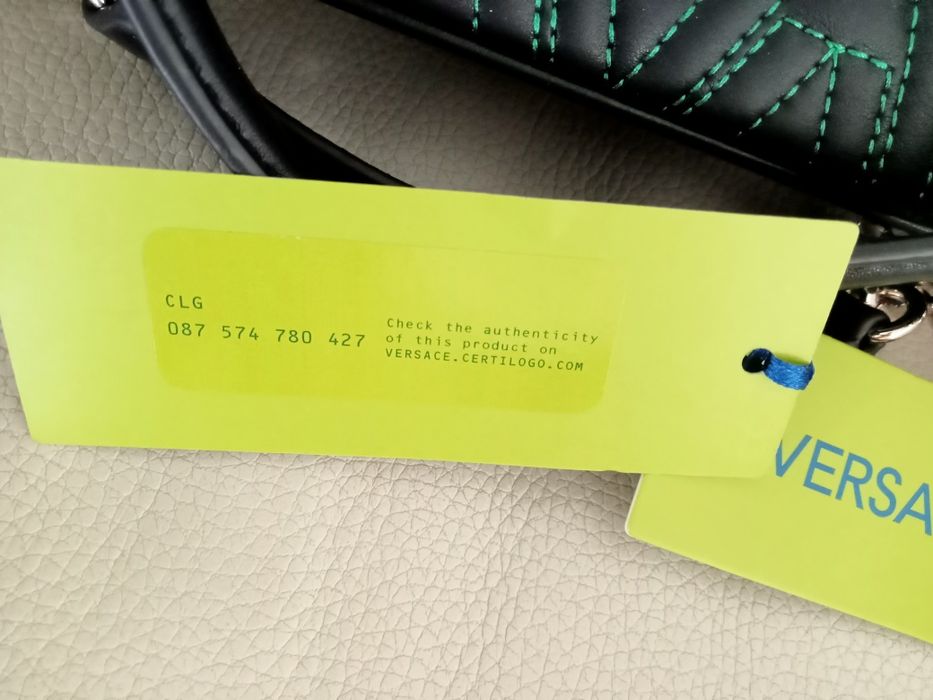 CLG
087 574 780 427
Check the authenticity
of this product on
VERSACE.CERTILOGO.COM
VERSA